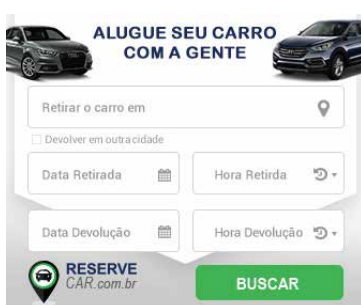 ALUGUE SEU CARRO
COM A GENTE
Retirar o carro em
Devolver em outra cidade
Data Retirada
Hora Retirda
Data Devolução
Hora Devolução
RESERVE
CAR.com.br
BUSCAR